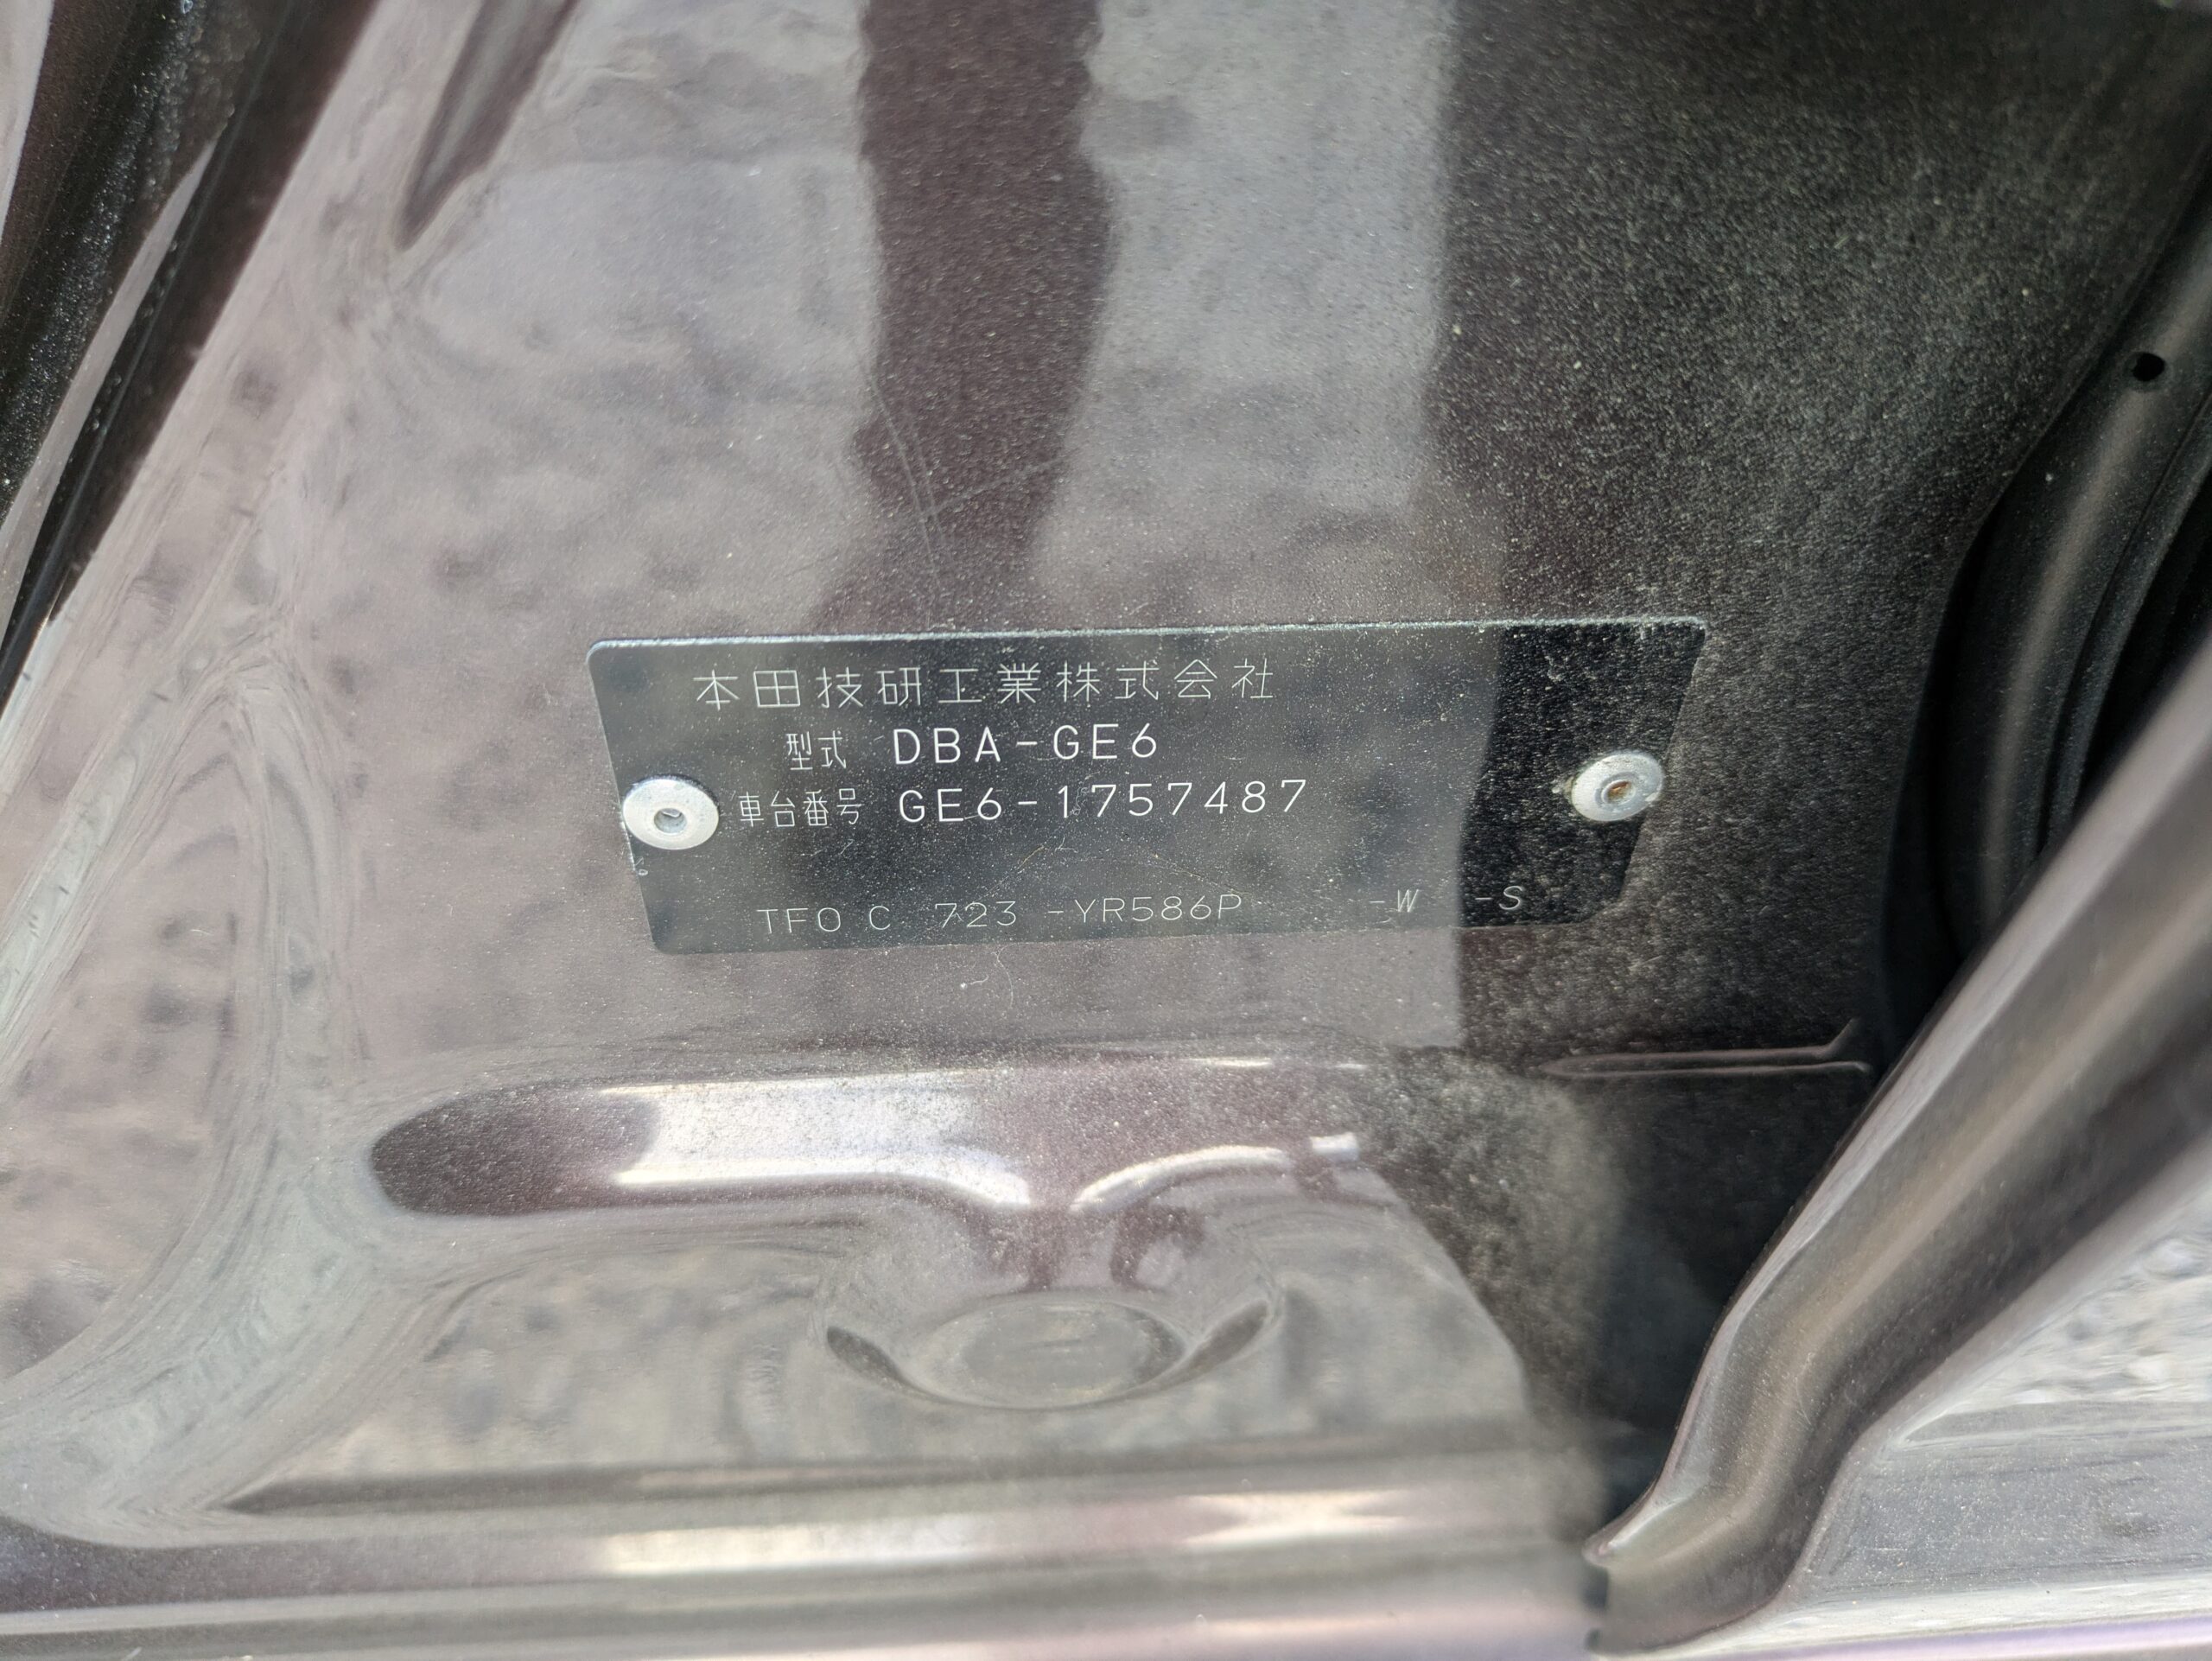 本田技研工業株式会社
型式 DBA-GE6
車台番号 GE6-1757487
TF0 C 723 -YR586P -W -S